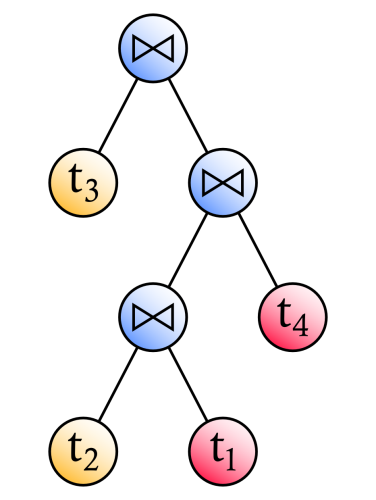 ⋈
t₃ ⋈
⋈ t₄
t₂ t₁